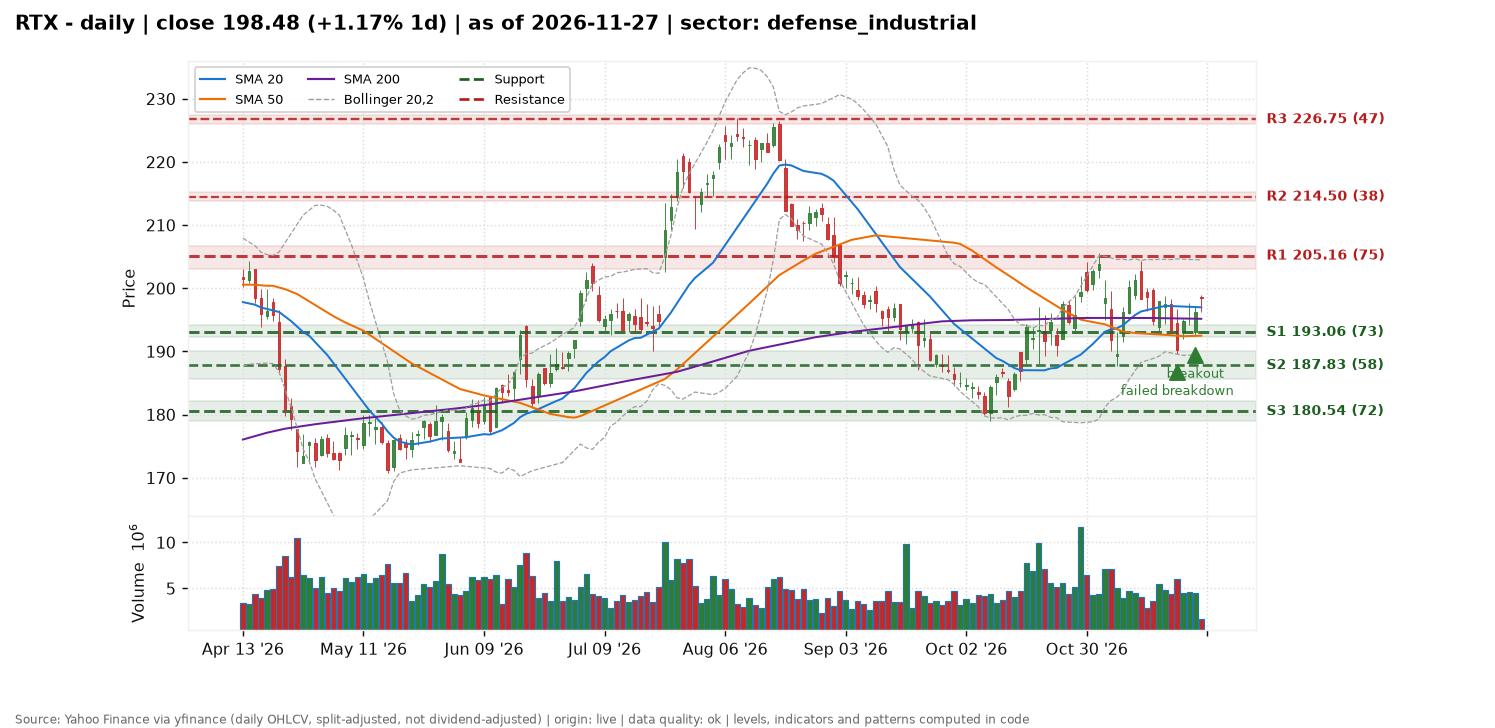 RTX - daily | close 198.48 (+1.17% 1d) | as of 2026-11-27 | sector: defense_industrial
SMA 20
SMA 50
SMA 200
Bollinger 20,2
Support
Resistance
Price
230
220
210
200
190
180
170
R3 226.75 (47)
R2 214.50 (38)
R1 205.16 (75)
S1 193.06 (73)
S2 187.83 (58)
S3 180.54 (72)
breakout
failed breakdown
Volume 10⁶
10
5
Apr 13 '26
May 11 '26
Jun 09 '26
Jul 09 '26
Aug 06 '26
Sep 03 '26
Oct 02 '26
Oct 30 '26
Source: Yahoo Finance via yfinance (daily OHLCV, split-adjusted, not dividend-adjusted) | origin: live | data quality: ok | levels, indicators and patterns computed in code